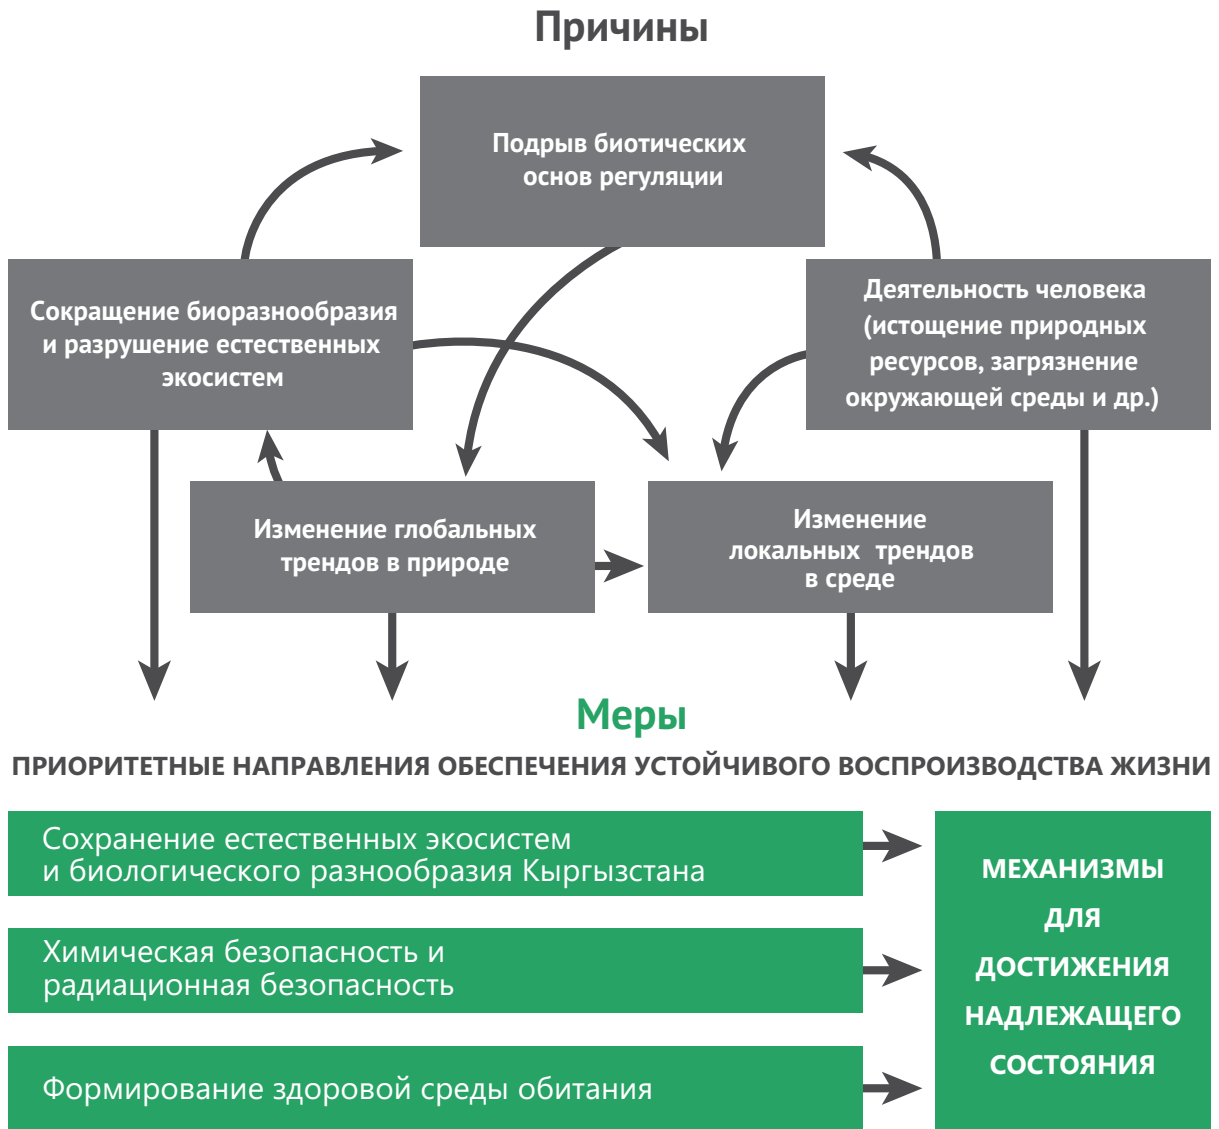 Причины
Подрыв биотических
основ регуляции
Сокращение биоразнообразия
и разрушение естественных
экосистем
Деятельность человека
(истощение природных
ресурсов, загрязнение
окружающей среды и др.)
Изменение глобальных
трендов в природе
Изменение
локальных трендов
в среде
Меры
ПРИОРИТЕТНЫЕ НАПРАВЛЕНИЯ ОБЕСПЕЧЕНИЯ УСТОЙЧИВОГО ВОСПРОИЗВОДСТВА ЖИЗНИ
Сохранение естественных экосистем
и биологического разнообразия Кыргызстана
Химическая безопасность и
радиационная безопасность
Формирование здоровой среды обитания
МЕХАНИЗМЫ
ДЛЯ
ДОСТИЖЕНИЯ
НАДЛЕЖАЩЕГО
СОСТОЯНИЯ